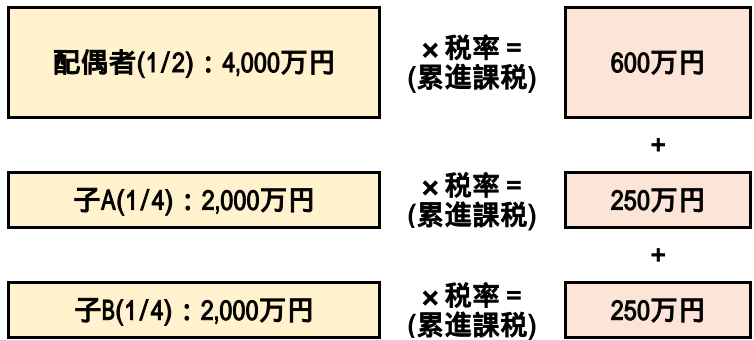 配偶者(1/2)：4,000万円
×税率＝
(累進課税)
600万円
+
子A(1/4)：2,000万円
×税率＝
(累進課税)
250万円
+
子B(1/4)：2,000万円
×税率＝
(累進課税)
250万円